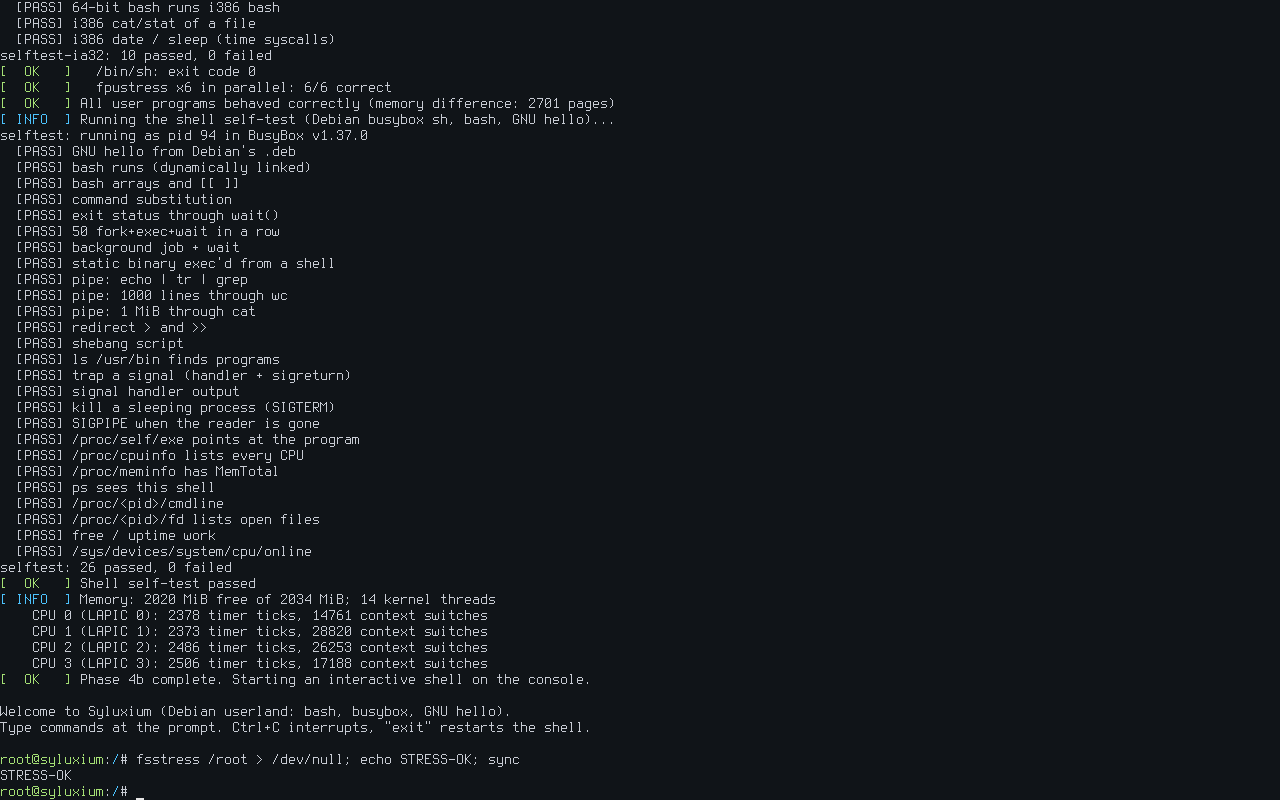 [PASS] 64-bit bash runs i386 bash
  [PASS] i386 cat/stat of a file
  [PASS] i386 date / sleep (time syscalls)
selftest-ia32: 10 passed, 0 failed
[  OK   ]   /bin/sh: exit code 0
[  OK   ]   fpustress x6 in parallel: 6/6 correct
[  OK   ] All user programs behaved correctly (memory difference: 2701 pages)
[ INFO  ] Running the shell self-test (Debian busybox sh, bash, GNU hello)...
selftest: running as pid 94 in BusyBox v1.37.0
  [PASS] GNU hello from Debian's .deb
  [PASS] bash runs (dynamically linked)
  [PASS] bash arrays and [[ ]]
  [PASS] command substitution
  [PASS] exit status through wait()
  [PASS] 50 fork+exec+wait in a row
  [PASS] background job + wait
  [PASS] static binary exec'd from a shell
  [PASS] pipe: echo | tr | grep
  [PASS] pipe: 1000 lines through wc
  [PASS] pipe: 1 MiB through cat
  [PASS] redirect > and >>
  [PASS] shebang script
  [PASS] ls /usr/bin finds programs
  [PASS] trap a signal (handler + sigreturn)
  [PASS] signal handler output
  [PASS] kill a sleeping process (SIGTERM)
  [PASS] SIGPIPE when the reader is gone
  [PASS] /proc/self/exe points at the program
  [PASS] /proc/cpuinfo lists every CPU
  [PASS] /proc/meminfo has MemTotal
  [PASS] ps sees this shell
  [PASS] /proc/<pid>/cmdline
  [PASS] /proc/<pid>/fd lists open files
  [PASS] free / uptime work
  [PASS] /sys/devices/system/cpu/online
selftest: 26 passed, 0 failed
[  OK   ] Shell self-test passed
[ INFO  ] Memory: 2020 MiB free of 2034 MiB; 14 kernel threads
    CPU 0 (LAPIC 0): 2378 timer ticks, 14761 context switches
    CPU 1 (LAPIC 1): 2373 timer ticks, 28820 context switches
    CPU 2 (LAPIC 2): 2486 timer ticks, 26253 context switches
    CPU 3 (LAPIC 3): 2506 timer ticks, 17188 context switches
[  OK   ] Phase 4b complete. Starting an interactive shell on the console.

Welcome to Syluxium (Debian userland: bash, busybox, GNU hello).
Type commands at the prompt. Ctrl+C interrupts, "exit" restarts the shell.

root@syluxium:/# fsstress /root > /dev/null; echo STRESS-OK; sync
STRESS-OK
root@syluxium:/#